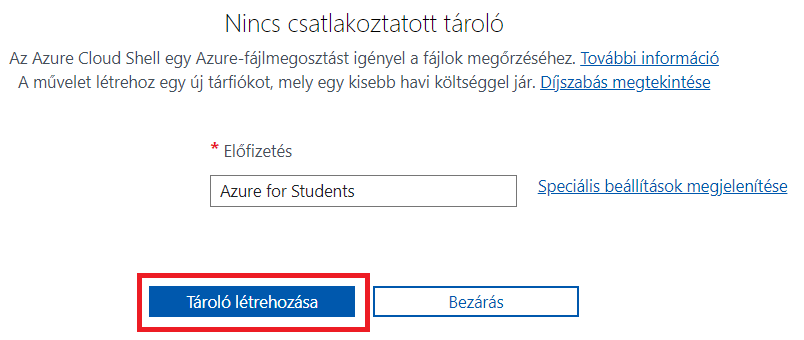 Nincs csatlakoztatott tároló
Az Azure Cloud Shell egy Azure-fájlmegosztást igényel a fájlok megőrzéséhez. További információ
A művelet létrehoz egy új tárfiókot, mely egy kisebb havi költséggel jár. Díjszabás megtekintése
* Előfizetés
Azure for Students
Speciális beállítások megjelenítése
Tároló létrehozása
Bezárás